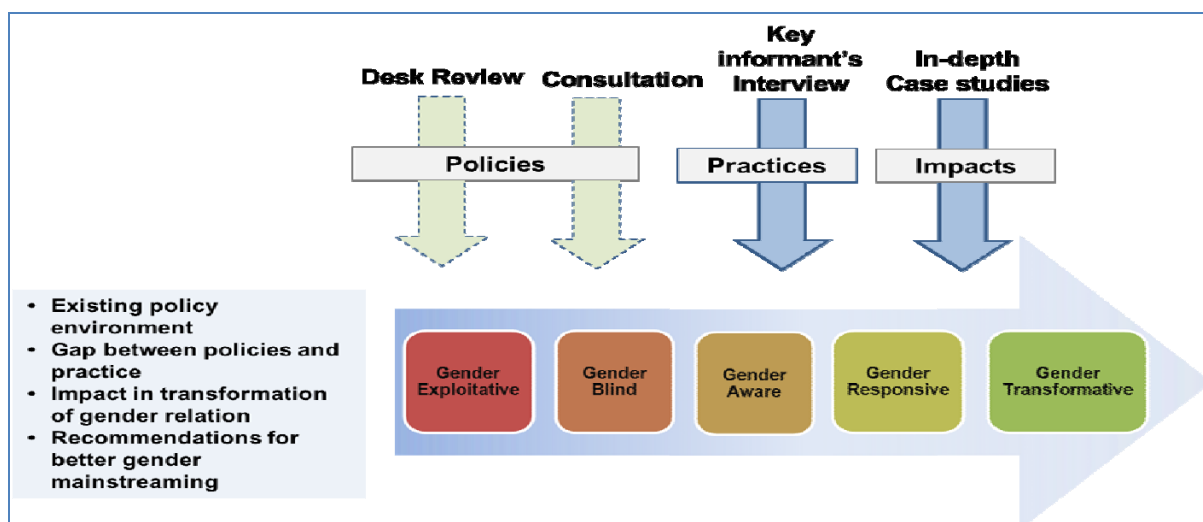 Desk Review
Consultation
Key
informant's
Interview
In-depth
Case studies
Policies
Practices
Impacts
• Existing policy
environment
• Gap between policies and
practice
• Impact in transformation
of gender relation
• Recommendations for
better gender
mainstreaming
Gender
Exploitative
Gender
Blind
Gender
Aware
Gender
Responsive
Gender
Transformative